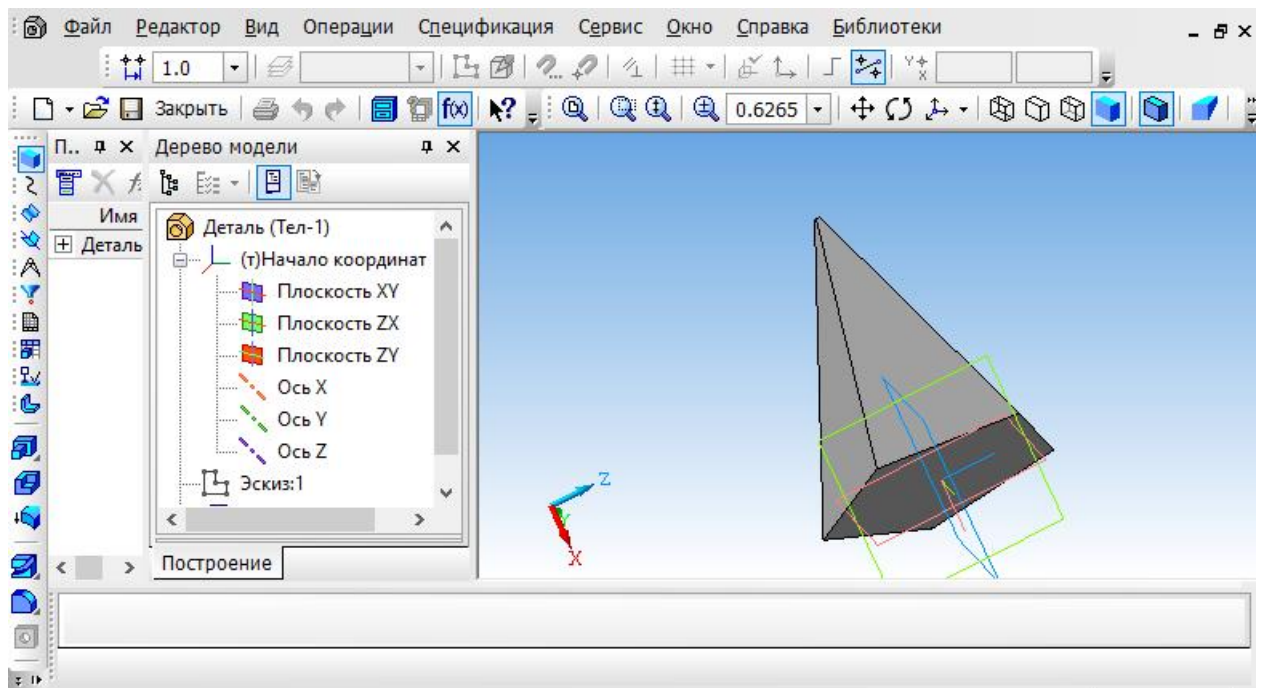 Файл Редактор Вид Операции Спецификация Сервис Окно Справка Библиотеки
1.0
Закрыть f(x) 0.6265
П.. Дерево модели
Имя
Деталь
Деталь (Тел-1)
(т)Начало координат
Плоскость XY
Плоскость ZX
Плоскость ZY
Ось X
Ось Y
Ось Z
Эскиз:1
Построение
Z
Y
X